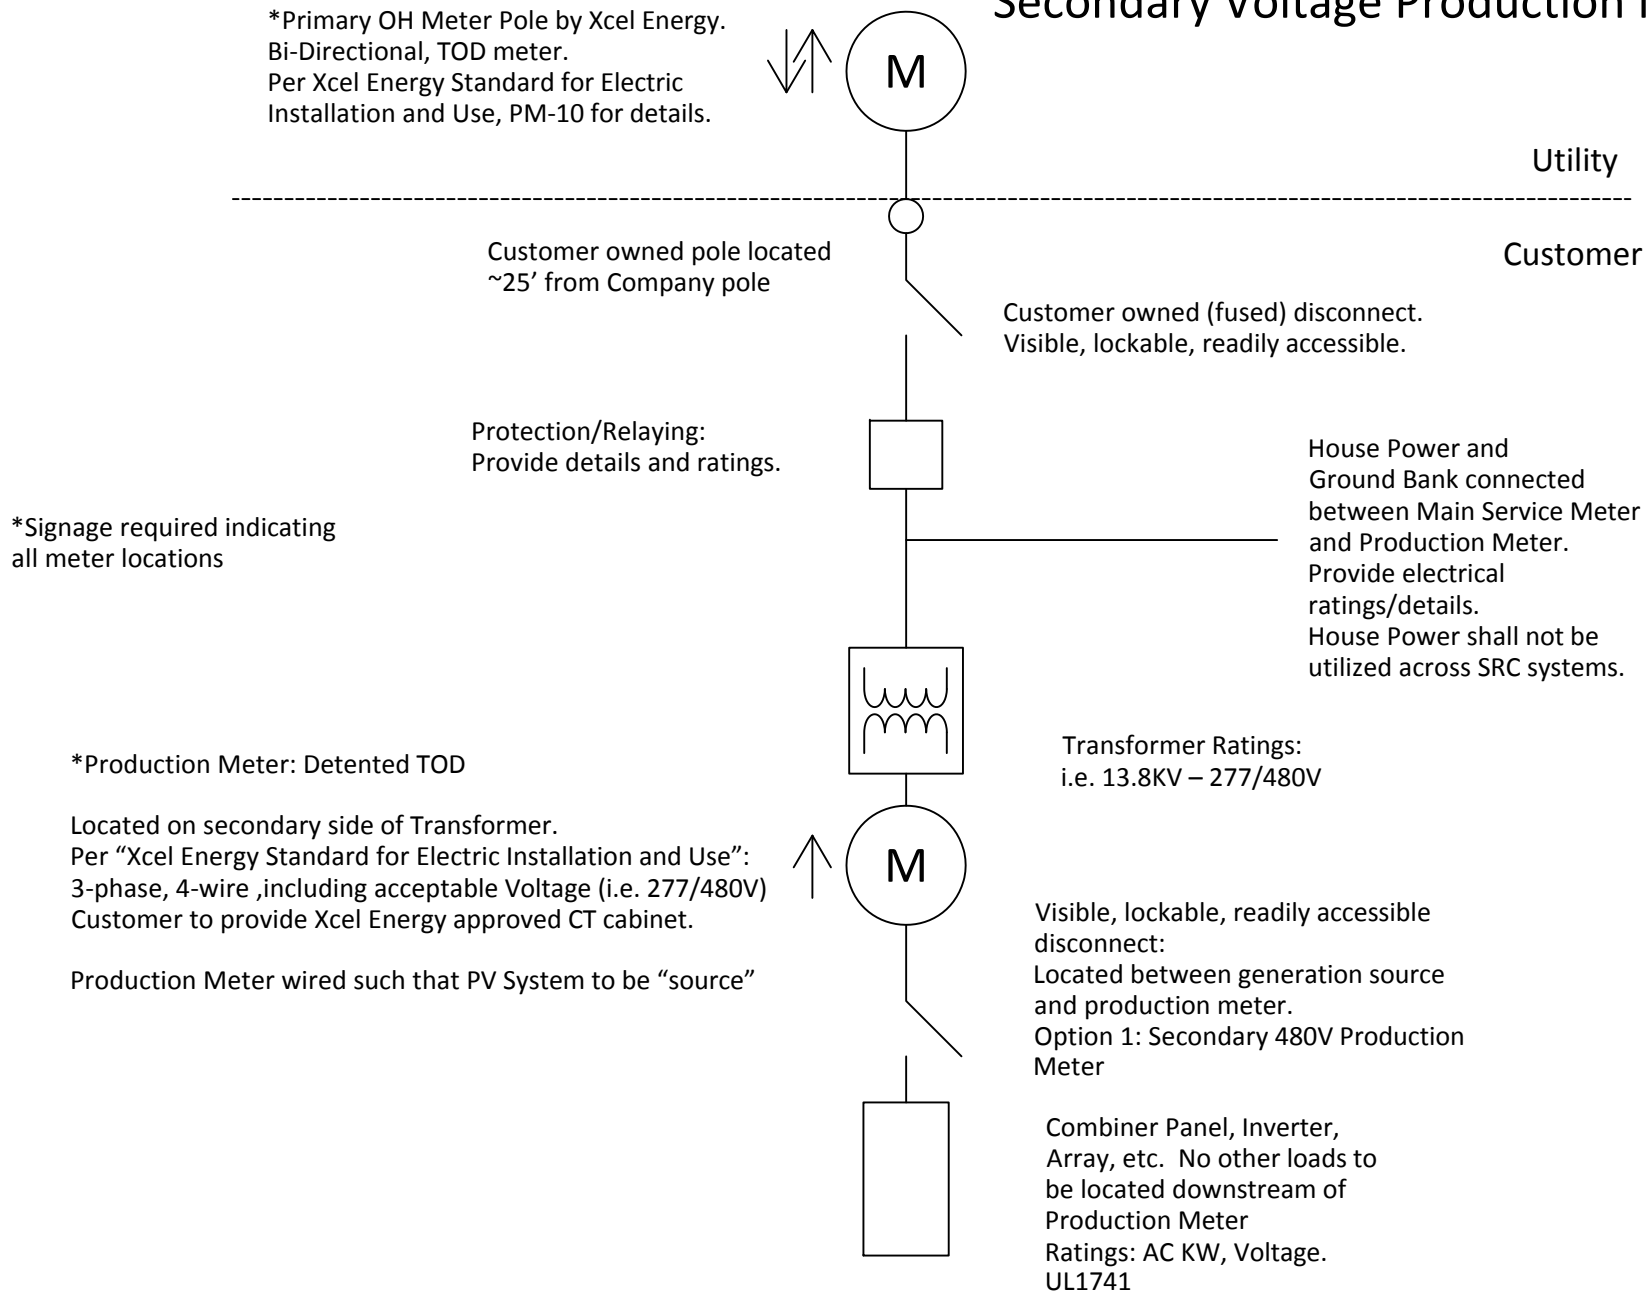 Secondary Voltage Production
*Primary OH Meter Pole by Xcel Energy.
Bi-Directional, TOD meter.
Per Xcel Energy Standard for Electric
Installation and Use, PM-10 for details.
M
Utility
Customer
Customer owned pole located
~25’ from Company pole
Customer owned (fused) disconnect.
Visible, lockable, readily accessible.
Protection/Relaying:
Provide details and ratings.
House Power and
Ground Bank connected
between Main Service Meter
and Production Meter.
Provide electrical
ratings/details.
House Power shall not be
utilized across SRC systems.
*Signage required indicating
all meter locations
Transformer Ratings:
i.e. 13.8KV – 277/480V
*Production Meter: Detented TOD
Located on secondary side of Transformer.
Per “Xcel Energy Standard for Electric Installation and Use”:
3-phase, 4-wire ,including acceptable Voltage (i.e. 277/480V)
Customer to provide Xcel Energy approved CT cabinet.
Production Meter wired such that PV System to be “source”
M
Visible, lockable, readily accessible
disconnect:
Located between generation source
and production meter.
Option 1: Secondary 480V Production
Meter
Combiner Panel, Inverter,
Array, etc.  No other loads to
be located downstream of
Production Meter
Ratings: AC KW, Voltage.
UL1741